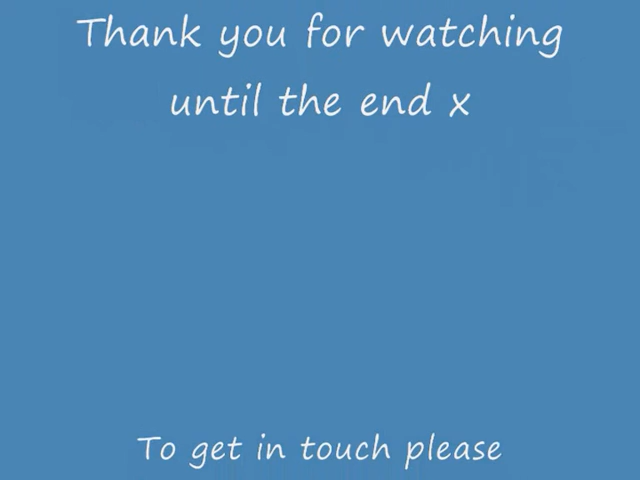 Thank you for watching
until the end x
To get in touch please